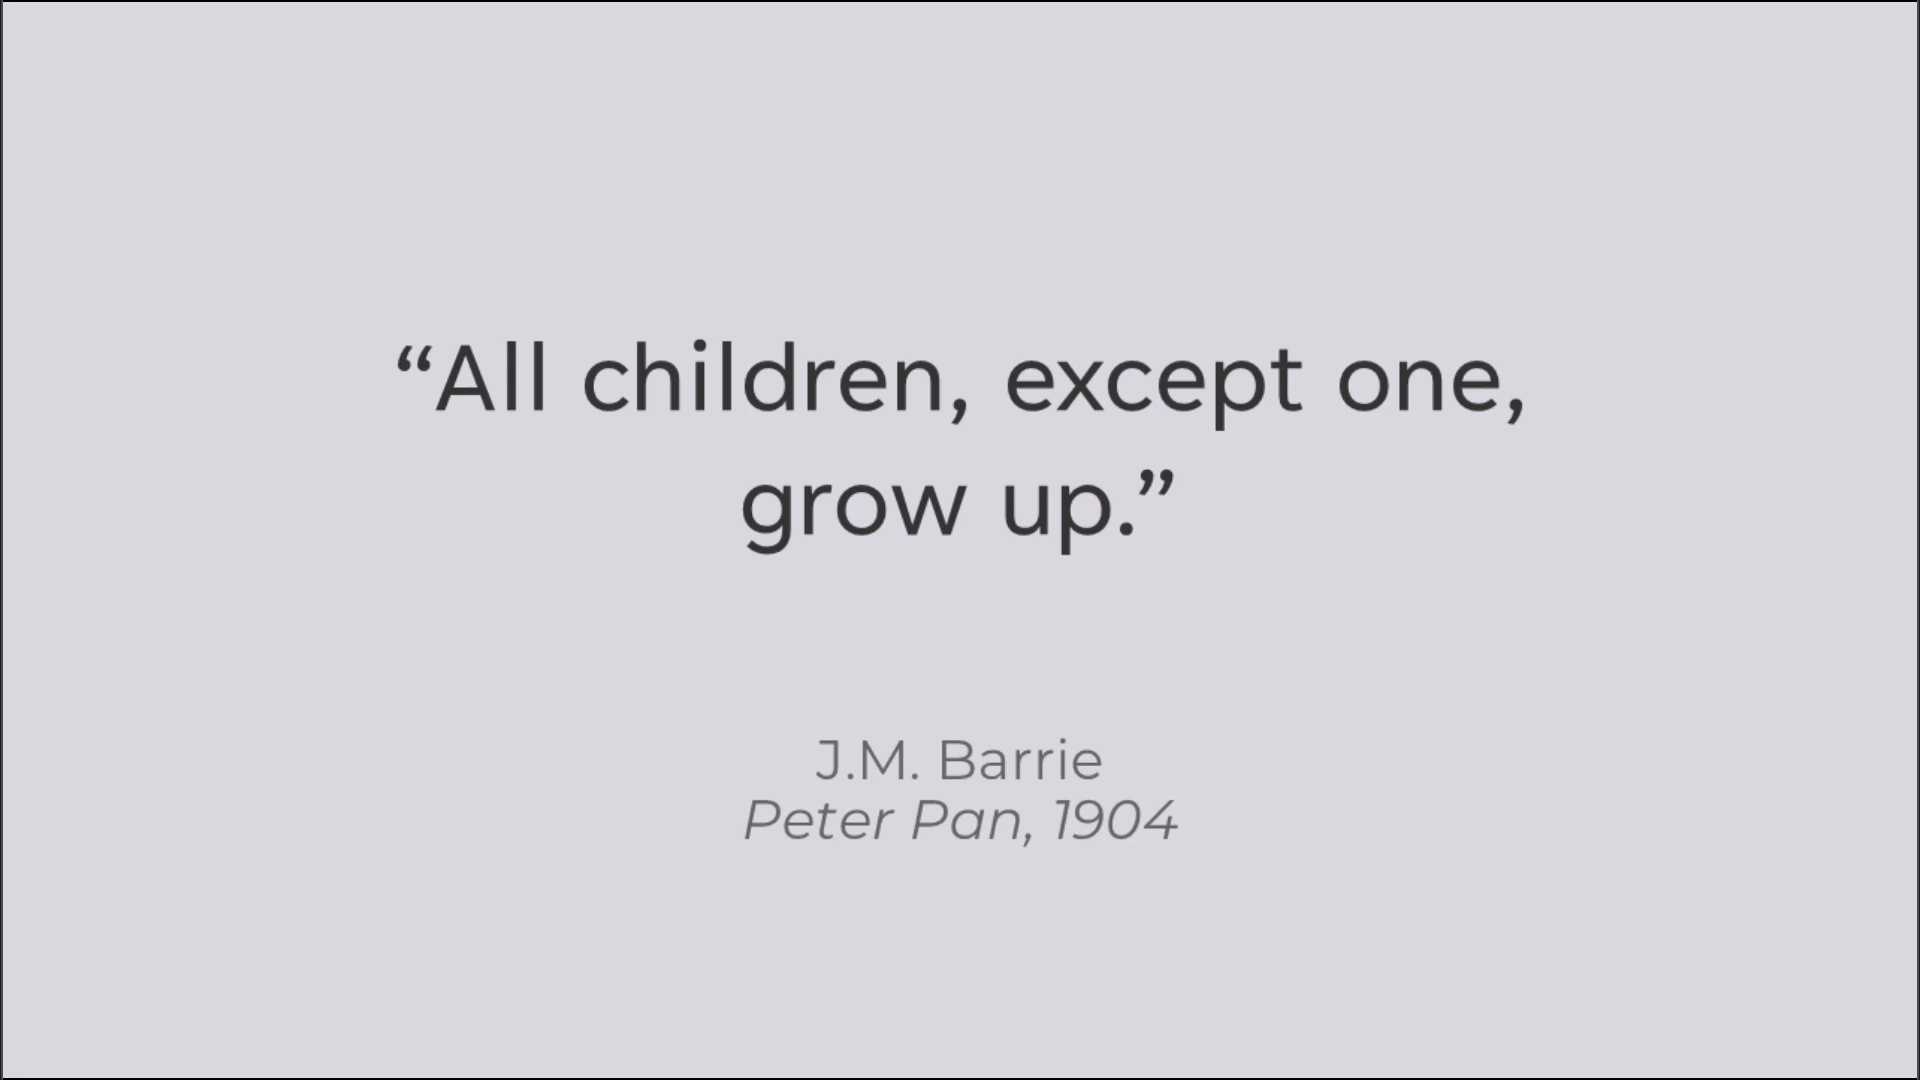 “All children, except one,
grow up.”
J.M. Barrie
Peter Pan, 1904